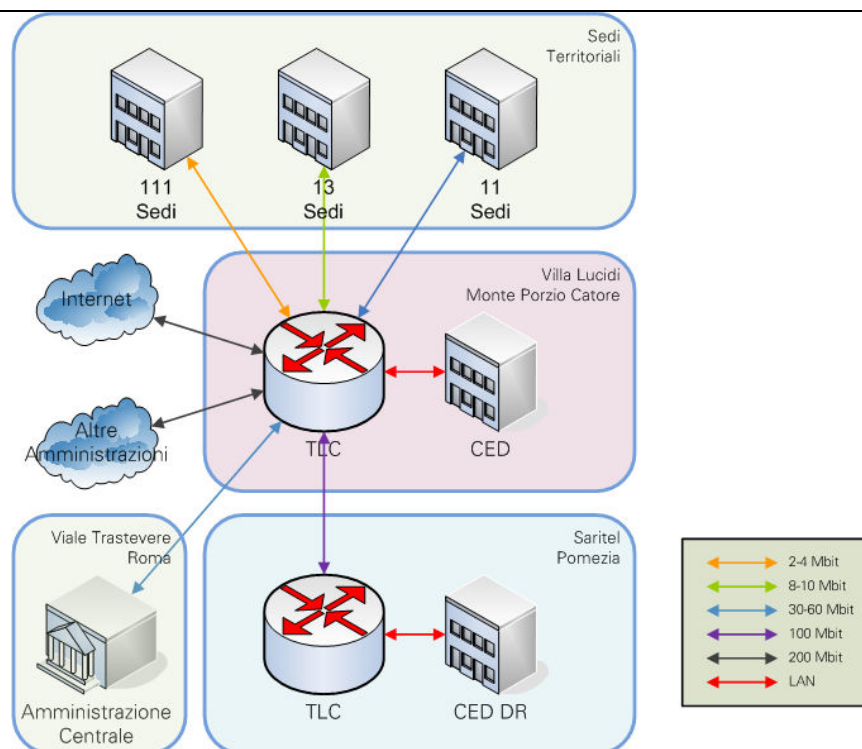 Sedi
Territoriali
111
Sedi
13
Sedi
11
Sedi
Villa Lucidi
Monte Porzio Catore
Internet
Altre
Amministrazioni
TLC
CED
Viale Trastevere
Roma
Saritel
Pomezia
Amministrazione
Centrale
TLC
CED DR
2-4 Mbit
8-10 Mbit
30-60 Mbit
100 Mbit
200 Mbit
LAN